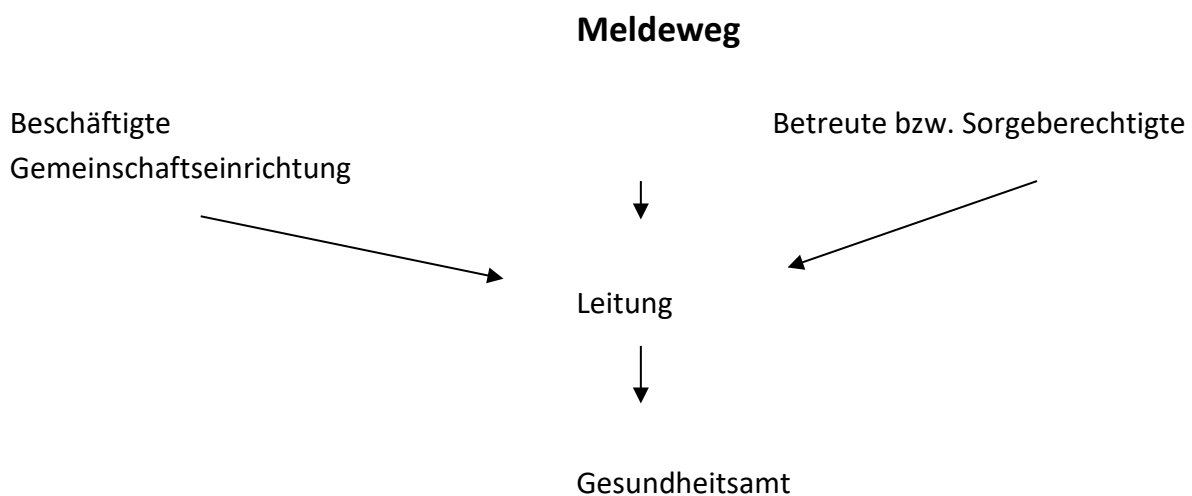 Meldeweg
Beschäftigte
Gemeinschaftseinrichtung
Betreute bzw. Sorgeberechtigte
Leitung
Gesundheitsamt